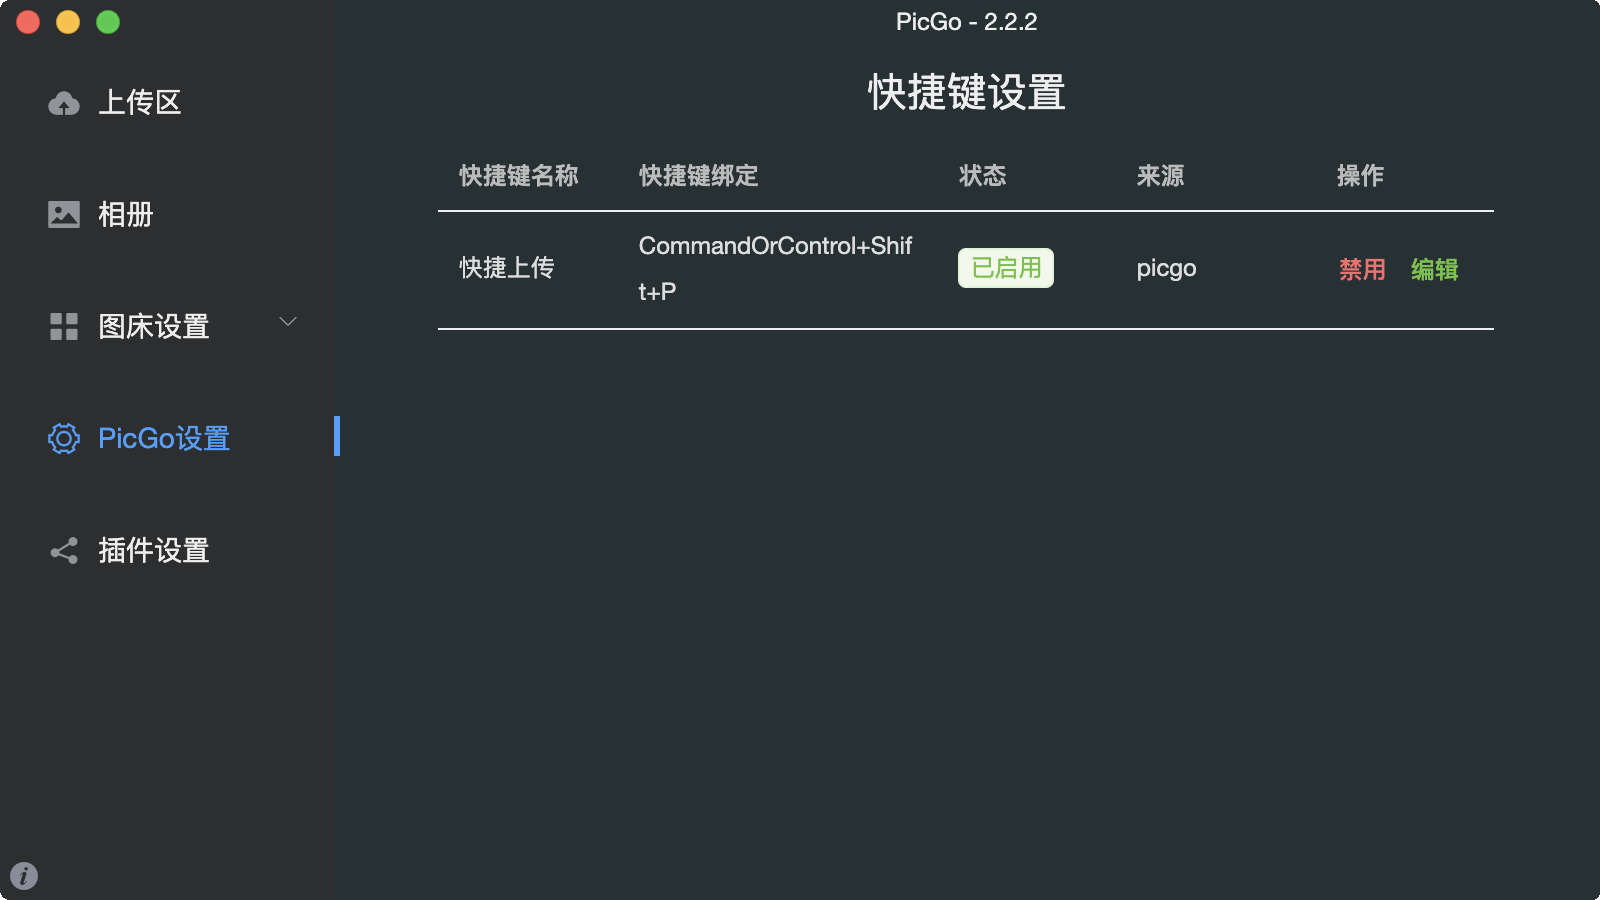 PicGo - 2.2.2
上传区
相册
图床设置
PicGo设置
插件设置
快捷键设置
快捷键名称 快捷键绑定 状态 来源 操作
快捷上传 CommandOrControl+Shif
t+P 已启用 picgo 禁用 编辑
i